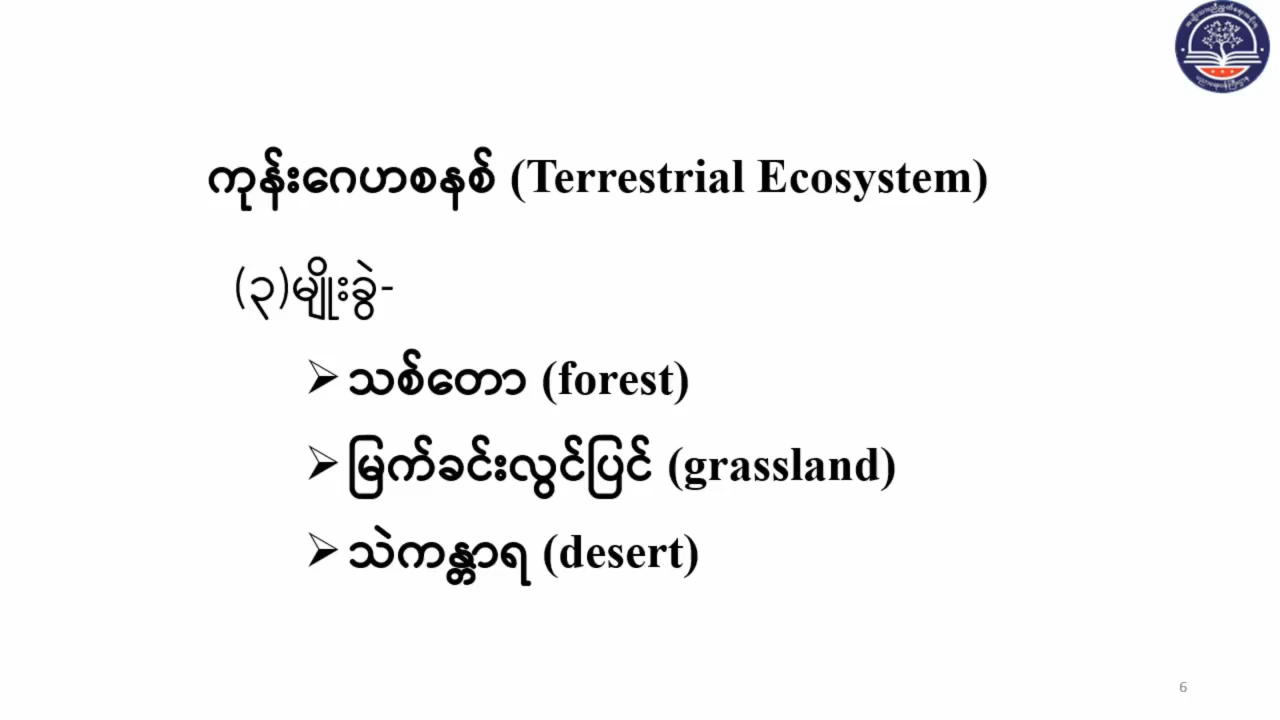 ကုန်းဂေဟစနစ် (Terrestrial Ecosystem)
(၃)မျိုးခွဲ-
➢ သစ်တော (forest)
➢ မြက်ခင်းလွင်ပြင် (grassland)
➢ သဲကန္တာရ (desert)
6